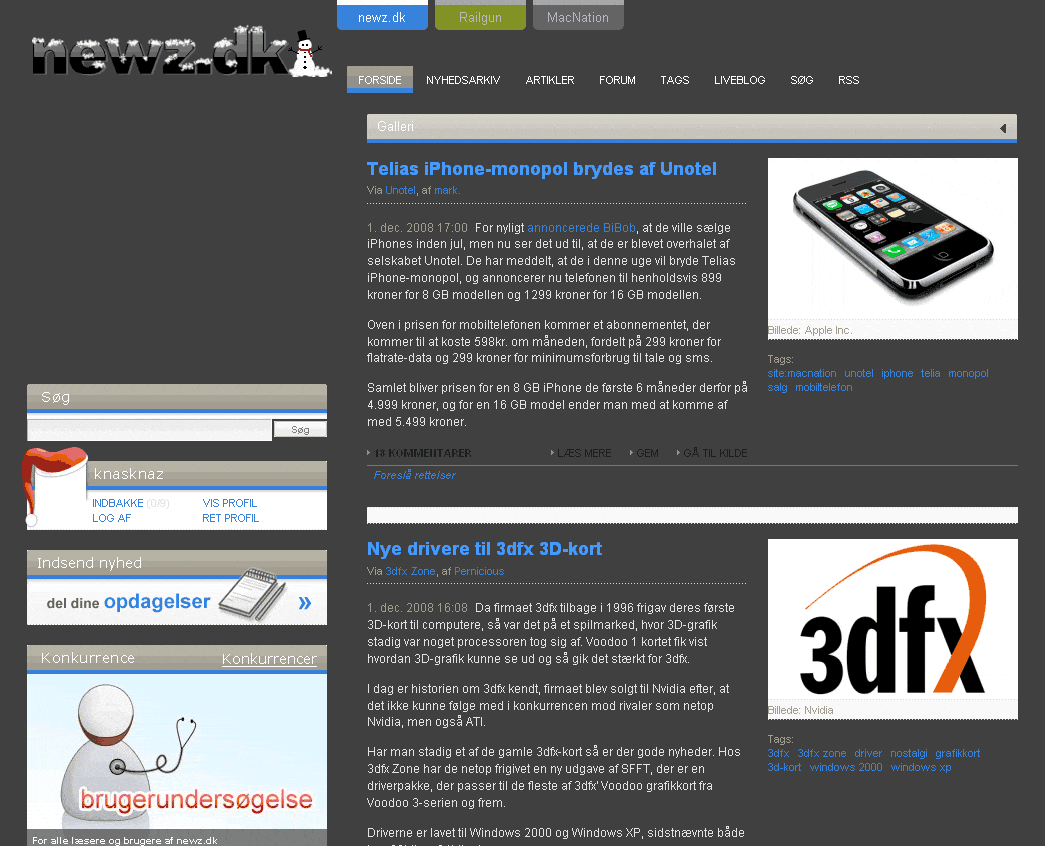 newz.dk
newz.dk Railgun MacNation
FORSIDE NYHEDSARKIV ARTIKLER FORUM TAGS LIVEBLOG SØG RSS
Galleri
Telias iPhone-monopol brydes af Unotel
Via Unotel, af mark.
1. dec. 2008 17:00 For nyligt annoncerede BiBob, at de ville sælge
iPhones inden jul, men nu ser det ud til, at de er blevet overhalet af
selskabet Unotel. De har meddelt, at de i denne uge vil bryde Telias
iPhone-monopol, og annoncerer nu telefonen til henholdsvis 899
kroner for 8 GB modellen og 1299 kroner for 16 GB modellen.
Oven i prisen for mobiltelefonen kommer et abonnementet, der
kommer til at koste 598kr. om måneden, fordelt på 299 kroner for
flatrate-data og 299 kroner for minimumsforbrug til tale og sms.
Samlet bliver prisen for en 8 GB iPhone de første 6 måneder derfor på
4.999 kroner, og for en 16 GB model ender man med at komme af
med 5.499 kroner.
18 KOMMENTARER LÆS MERE GEM GÅ TIL KILDE
Foreslå rettelser
Billede: Apple Inc.
Tags:
site:macnation unotel iphone telia monopol
salg mobiltelefon
Søg
Søg
knasknaz
INDBAKKE (0/9) VIS PROFIL
LOG AF RET PROFIL
Indsend nyhed
del dine opdagelser »
Konkurrence Konkurrencer
brugerundersøgelse
For alle læsere og brugere af newz.dk
Nye drivere til 3dfx 3D-kort
Via 3dfx Zone, af Pernicious
1. dec. 2008 16:08 Da firmaet 3dfx tilbage i 1996 frigav deres første
3D-kort til computere, så var det på et spilmarked, hvor 3D-grafik
stadig var noget processoren tog sig af. Voodoo 1 kortet fik vist
hvordan 3D-grafik kunne se ud og så gik det stærkt for 3dfx.
I dag er historien om 3dfx kendt, firmaet blev solgt til Nvidia efter, at
det ikke kunne følge med i konkurrencen mod rivaler som netop
Nvidia, men også ATI.
Har man stadig et af de gamle 3dfx-kort så er der gode nyheder. Hos
3dfx Zone har de netop frigivet en ny udgave af SFFT, der er en
driverpakke, der passer til de fleste af 3dfx' Voodoo grafikkort fra
Voodoo 3-serien og frem.
Driverne er lavet til Windows 2000 og Windows XP, sidstnævnte både
3dfx
Billede: Nvidia
Tags:
3dfx 3dfx zone driver nostalgi grafikkort
3d-kort windows 2000 windows xp